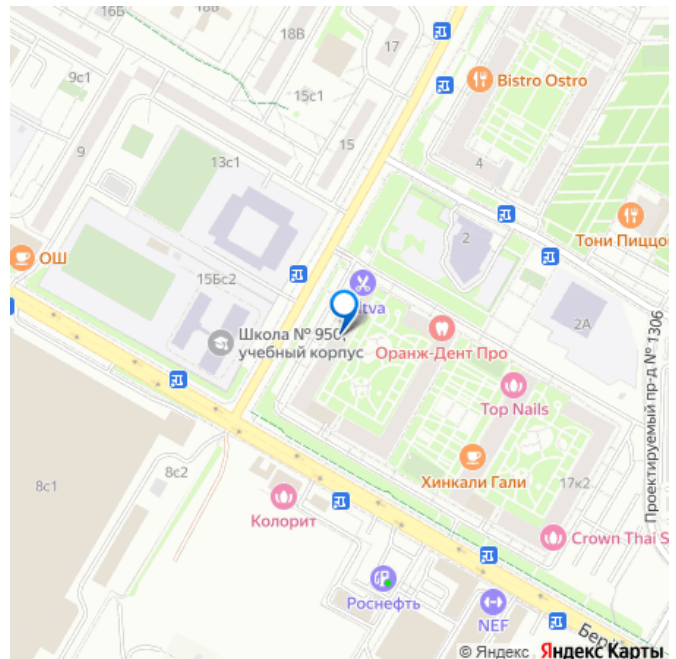 16Б
18Б
18В
17
Bistro Ostro
9с1
15с1
9
15
13с1
4
2
Тони Пиццо
ОШ
15Бс2
Школа № 950,
учебный корпус
Оранж-Дент Про
2А
Проектируемый пр-д № 1306
Top Nails
8с1
8с2
Колорит
Хинкали Гали
17к2
Crown Thai S
Роснефть
NEF
© Яндекс Яндекс Карты